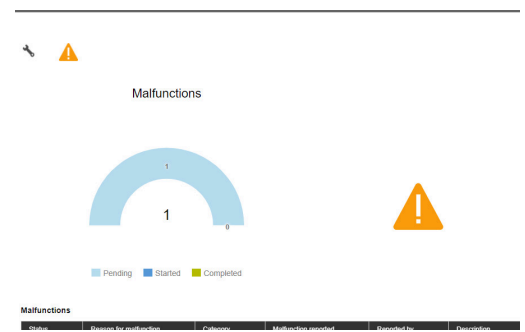 Malfunctions
1
1
0
Pending Started Completed
Malfunctions
Status Reason for malfunction Category Malfunction reported Reported by Description